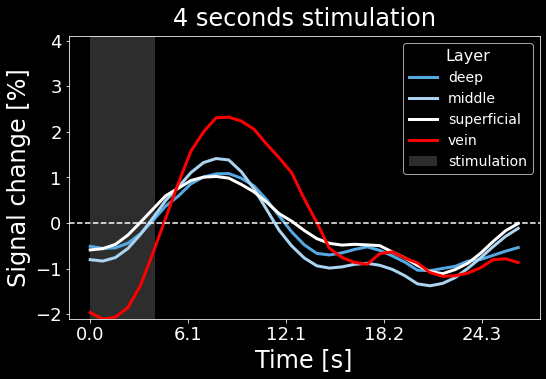 4 seconds stimulation
Signal change [%]
4
3
2
1
0
−1
−2
Layer
deep
middle
superficial
vein
stimulation
0.0 6.1 12.1 18.2 24.3
Time [s]